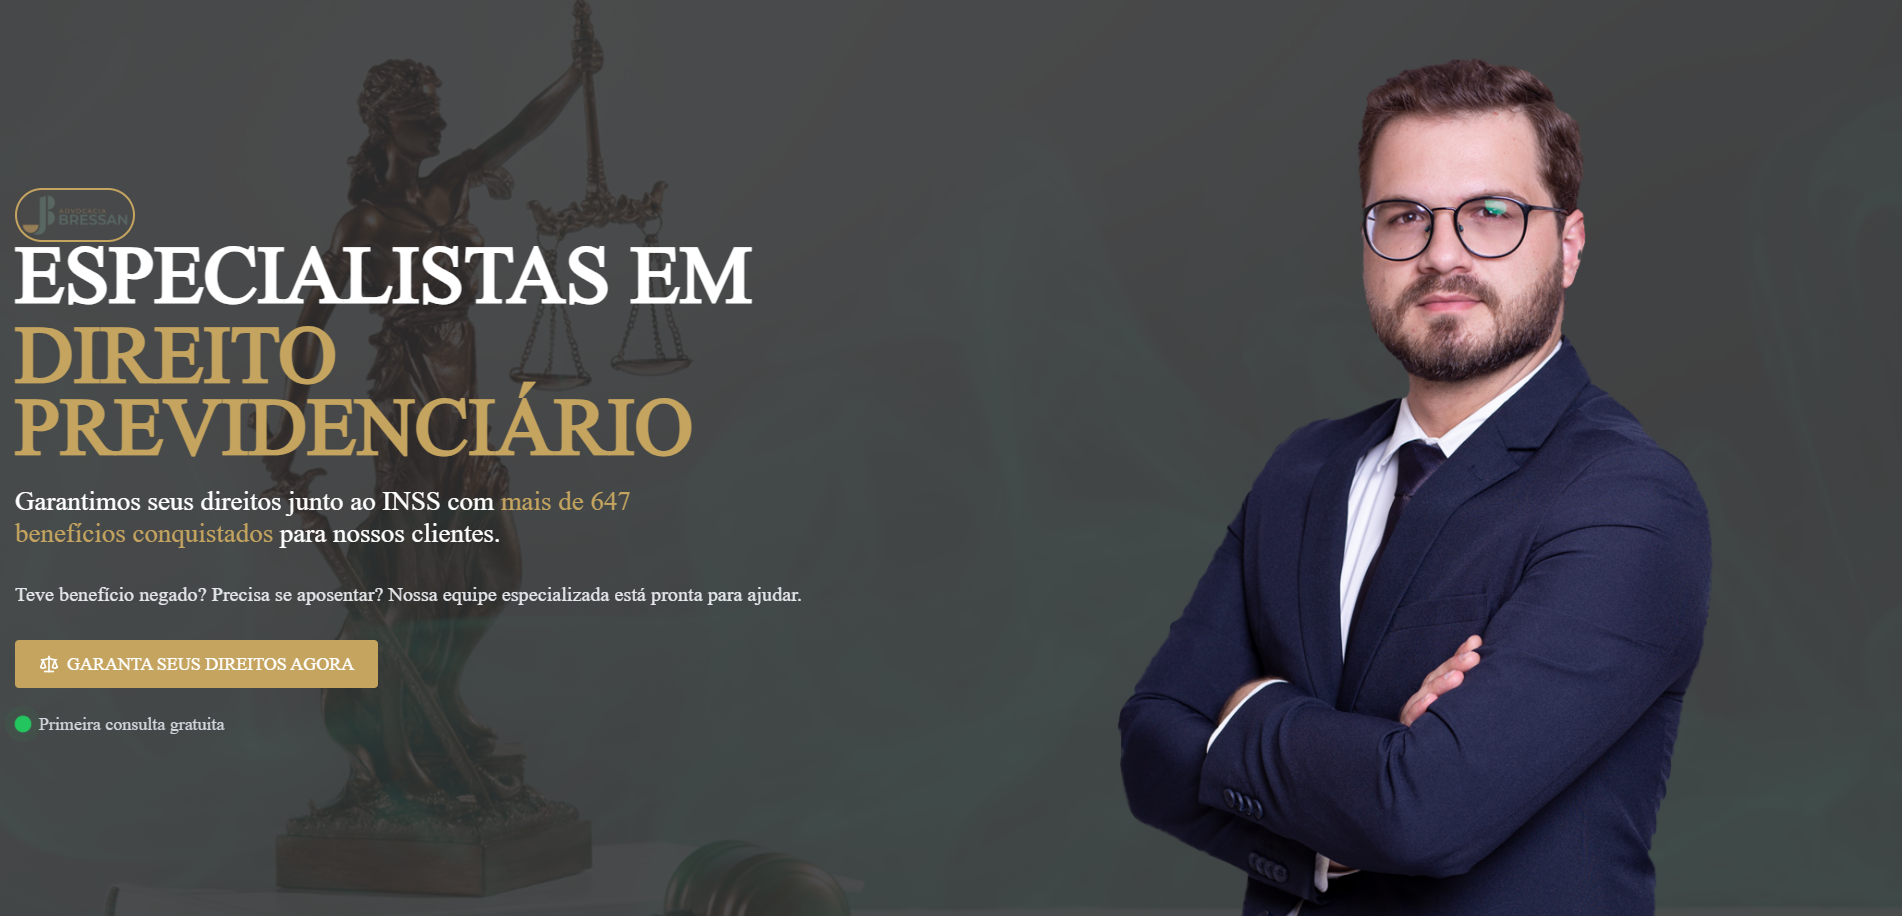 ADVOCACIA
BRESSAN
ESPECIALISTAS EM
DIREITO
PREVIDENCIÁRIO
Garantimos seus direitos junto ao INSS com mais de 647
benefícios conquistados para nossos clientes.
Teve benefício negado? Precisa se aposentar? Nossa equipe especializada está pronta para ajudar.
GARANTA SEUS DIREITOS AGORA
Primeira consulta gratuita